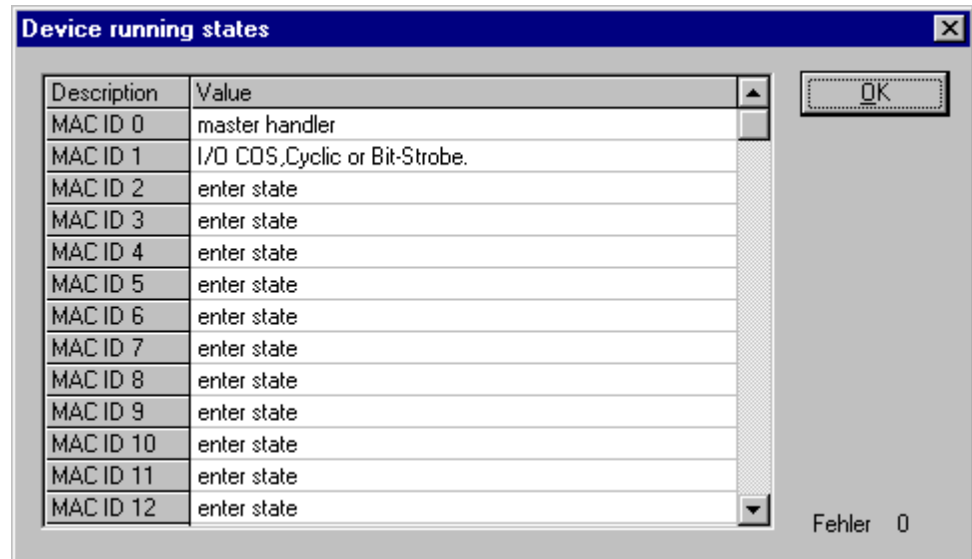 Device running states
Description Value
OK
MAC ID 0 master handler
MAC ID 1 I/O COS,Cyclic or Bit-Strobe.
MAC ID 2 enter state
MAC ID 3 enter state
MAC ID 4 enter state
MAC ID 5 enter state
MAC ID 6 enter state
MAC ID 7 enter state
MAC ID 8 enter state
MAC ID 9 enter state
MAC ID 10 enter state
MAC ID 11 enter state
MAC ID 12 enter state
Fehler 0